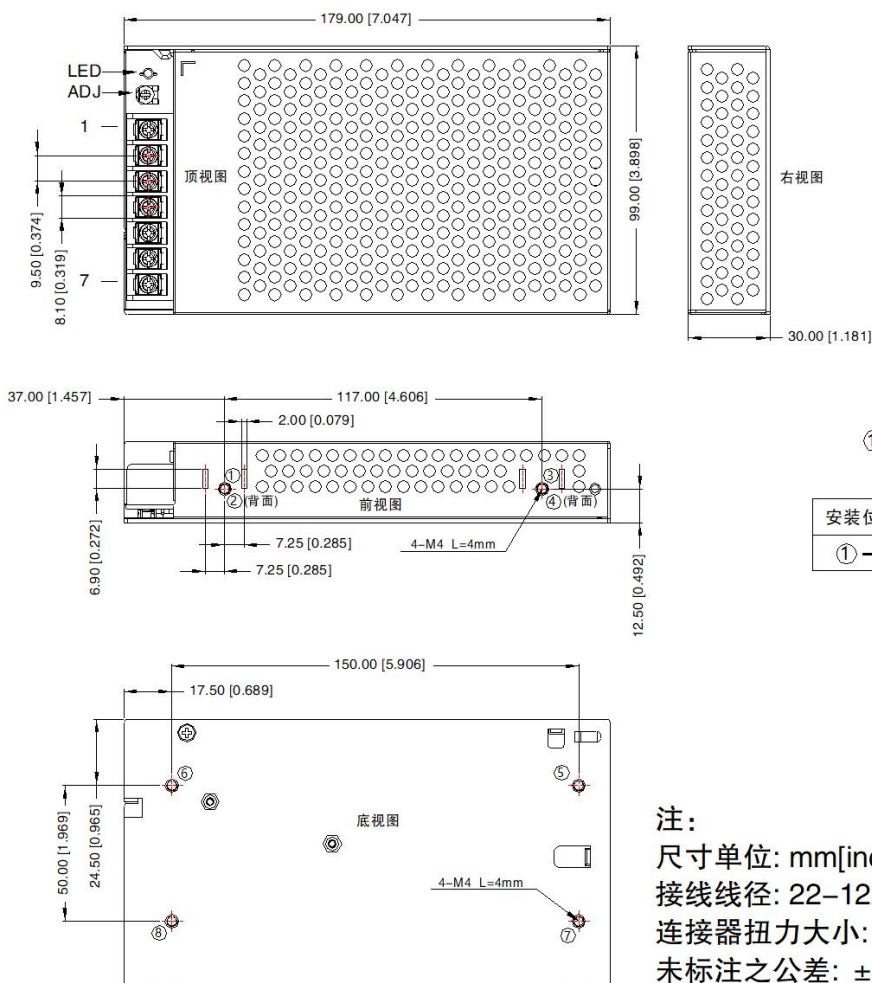 179.00 [7.047]
LED
ADJ
1
顶视图
99.00 [3.898]
右视图
9.50 [0.374]
8.10 [0.319]
7
30.00 [1.181]
37.00 [1.457]
117.00 [4.606]
2.00 [0.079]
①
③
②(背面)
前视图
④(背面)
6.90 [0.272]
7.25 [0.285]
4-M4 L=4mm
7.25 [0.285]
12.50 [0.492]
安装位
①
150.00 [5.906]
17.50 [0.689]
⑥
⑤
50.00 [1.969]
24.50 [0.965]
底视图
4-M4 L=4mm
⑧
⑦
注:
尺寸单位: mm[in
接线线径: 22-12
连接器扭力大小:
未标注之公差: ±